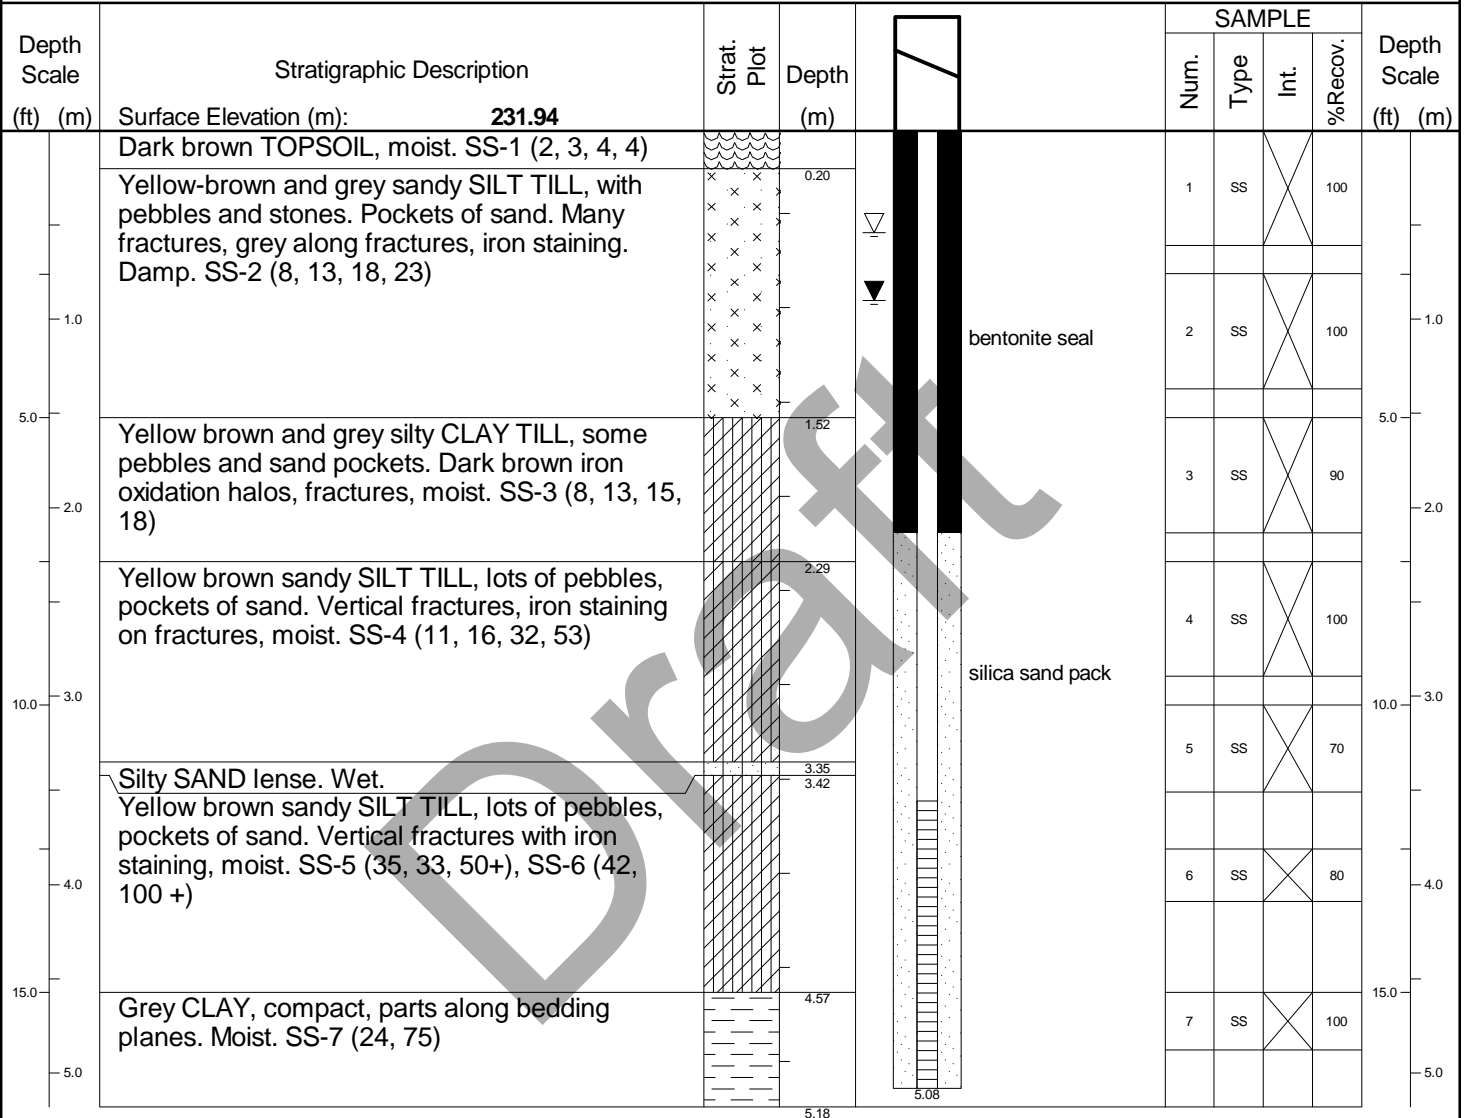 SAMPLE
Depth Scale
(ft) (m)
Stratigraphic Description
Surface Elevation (m): 231.94
Strat. Plot
Depth
(m)
Num.
Type
Int.
%Recov.
Depth Scale
(ft) (m)
Dark brown TOPSOIL, moist. SS-1 (2, 3, 4, 4)
0.20
Yellow-brown and grey sandy SILT TILL, with
pebbles and stones. Pockets of sand. Many
fractures, grey along fractures, iron staining.
Damp. SS-2 (8, 13, 18, 23)
1 SS 100
1.0
bentonite seal
2 SS 100
1.0
5.0
1.52
5.0
Yellow brown and grey silty CLAY TILL, some
pebbles and sand pockets. Dark brown iron
oxidation halos, fractures, moist. SS-3 (8, 13, 15,
18)
3 SS 90
2.0
2.0
2.29
Yellow brown sandy SILT TILL, lots of pebbles,
pockets of sand. Vertical fractures, iron staining
on fractures, moist. SS-4 (11, 16, 32, 53)
4 SS 100
silica sand pack
10.0
3.0
10.0
3.0
5 SS 70
3.35
Silty SAND lense. Wet.
3.42
Yellow brown sandy SILT TILL, lots of pebbles,
pockets of sand. Vertical fractures with iron
staining, moist. SS-5 (35, 33, 50+), SS-6 (42,
100 +)
6 SS 80
4.0
4.0
15.0
4.57
15.0
Grey CLAY, compact, parts along bedding
planes. Moist. SS-7 (24, 75)
7 SS 100
5.0
5.0
5.08
5.18
Draft